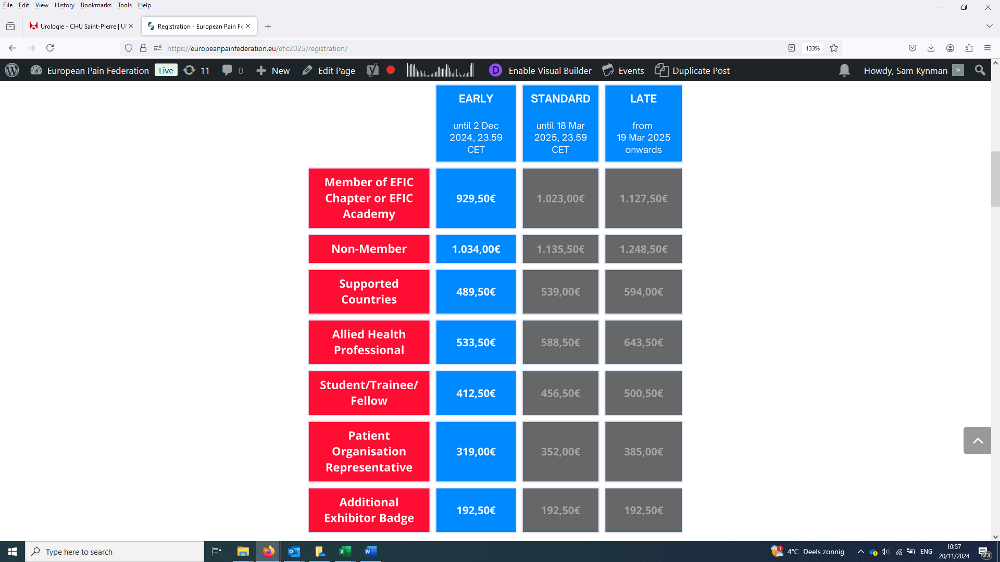 File Edit View History Bookmarks Tools Help
Urologie - CHU Saint-Pierre | U
Registration - European Pain Fe
https://europeanpainfederation.eu/efic2025/registration/
133%
European Pain Federation Live 11 0 New Edit Page Enable Visual Builder Events Duplicate Post Howdy, Sam Kynman SK
EARLY
until 2 Dec
2024, 23.59
CET
STANDARD
until 18 Mar
2025, 23.59
CET
LATE
from
19 Mar 2025
onwards
Member of EFIC
Chapter or EFIC
Academy
929,50€ 1.023,00€ 1.127,50€
Non-Member 1.034,00€ 1.135,50€ 1.248,50€
Supported
Countries
489,50€ 539,00€ 594,00€
Allied Health
Professional
533,50€ 588,50€ 643,50€
Student/Trainee/
Fellow
412,50€ 456,50€ 500,50€
Patient
Organisation
Representative
319,00€ 352,00€ 385,00€
Additional
Exhibitor Badge
192,50€ 192,50€ 192,50€
Type here to search
4°C Deels zonnig
ENG
10:57
20/11/2024
23